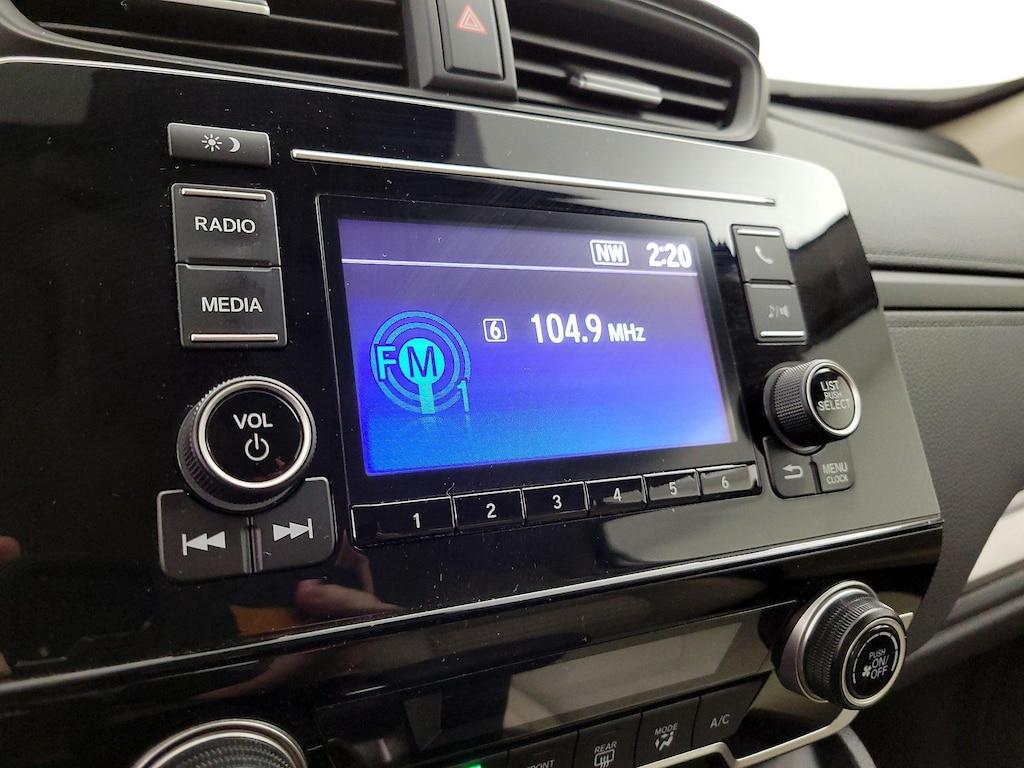 RADIO
MEDIA
NW 2:20
6 104.9 MHz
FM
1
VOL
LIST
PUSH
SELECT
MENU
CLOCK
1 2 3 4 5 6
PUSH
ON/
OFF
REAR
MODE
A/C